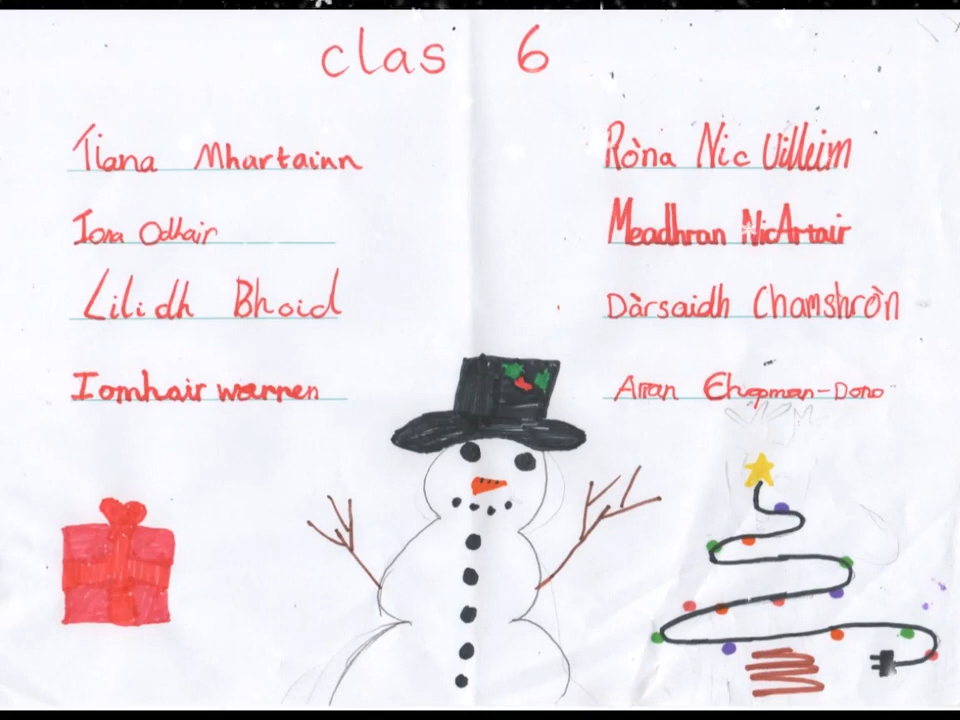 clas 6
Tiana Mhartainn
Iona Odhair
Lilidh Bhoid
Iomhair warren
Ròna Nic Uilleim
Meadhran NicArtair
Dàrsaidh Chamshròn
Arran Chapman-Dono